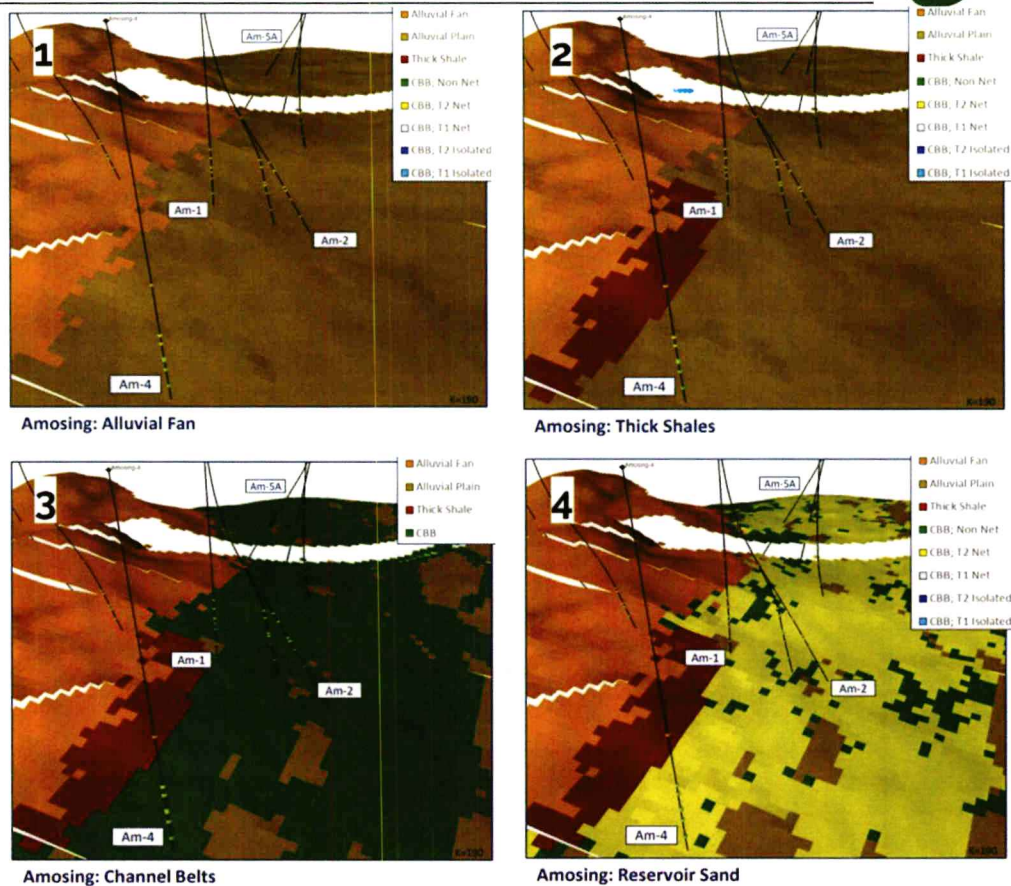 1
Amosing-4
Am-5A
Am-1
Am-2
Am-4
K=190
Alluvial Fan
Alluvial Plain
Thick Shale
CBB; Non Net
CBB; T2 Net
CBB; T1 Net
CBB; T2 Isolated
CBB; T1 Isolated
Amosing: Alluvial Fan
2
Am-5A
Am-1
Am-2
Am-4
K=190
Alluvial Fan
Alluvial Plain
Thick Shale
CBB; Non Net
CBB; T2 Net
CBB; T1 Net
CBB; T2 Isolated
CBB; T1 Isolated
Amosing: Thick Shales
3
Amosing-4
Am-5A
Am-1
Am-2
Am-4
K=190
Alluvial Fan
Alluvial Plain
Thick Shale
CBB
Amosing: Channel Belts
4
Amosing-4
Am-5A
Am-1
Am-2
Am-4
K=190
Alluvial Fan
Alluvial Plain
Thick Shale
CBB; Non Net
CBB; T2 Net
CBB; T1 Net
CBB; T2 Isolated
CBB; T1 Isolated
Amosing: Reservoir Sand